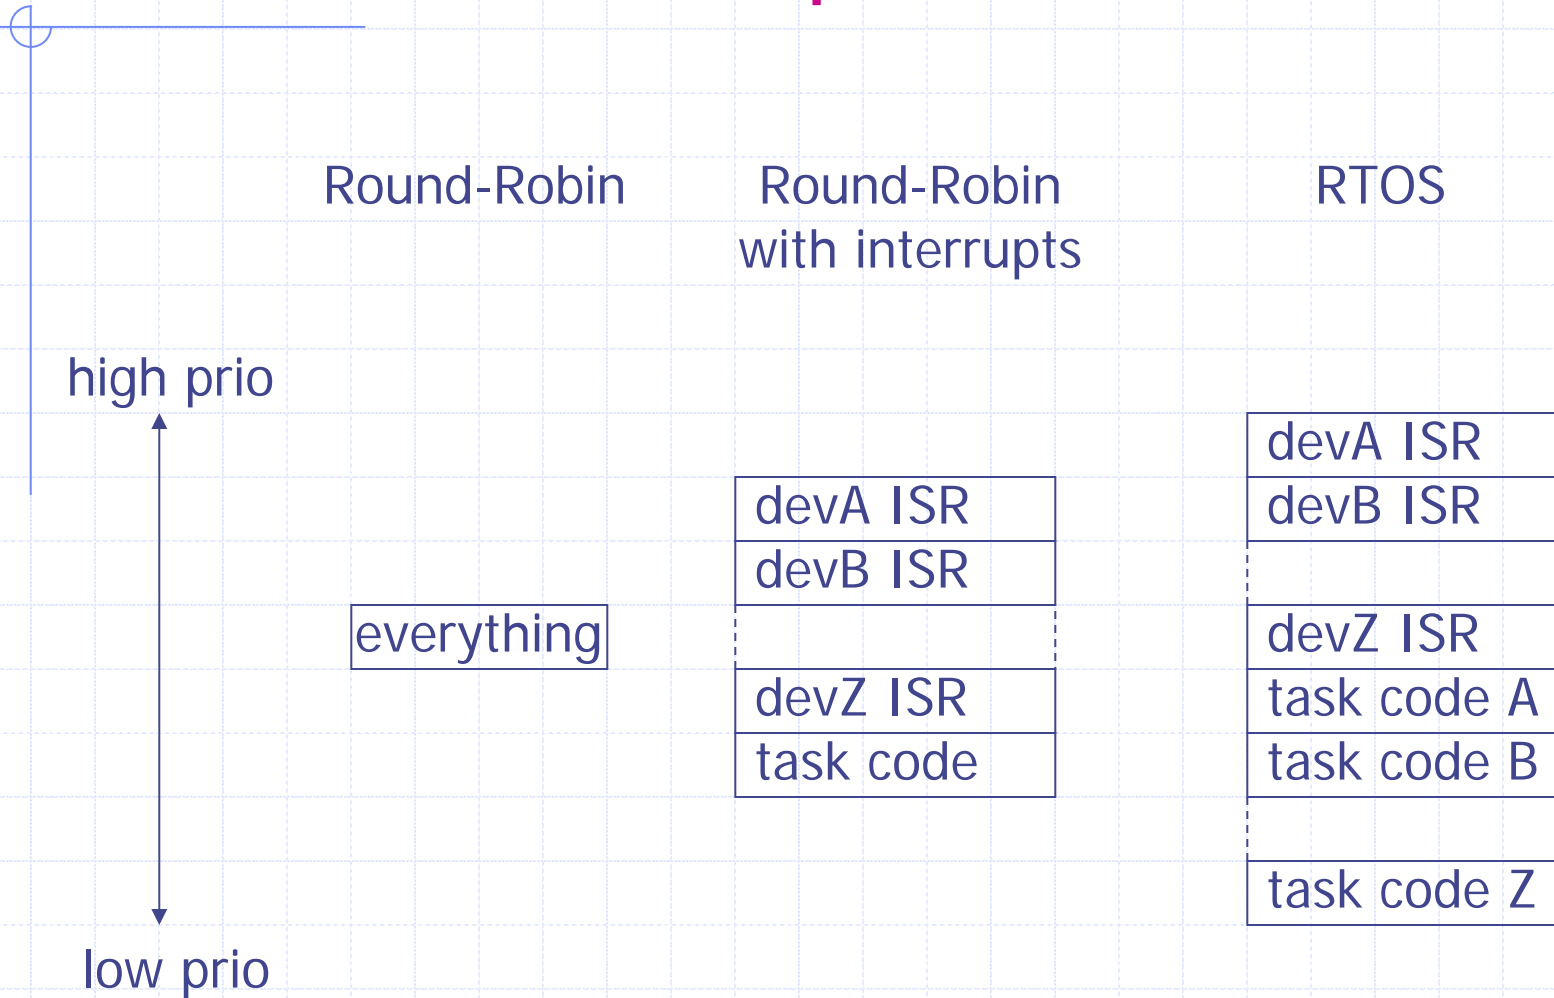 Round-Robin
Round-Robin
with interrupts
RTOS
high prio
low prio
everything
devA ISR
devB ISR
devZ ISR
task code
devA ISR
devB ISR
devZ ISR
task code A
task code B
task code Z